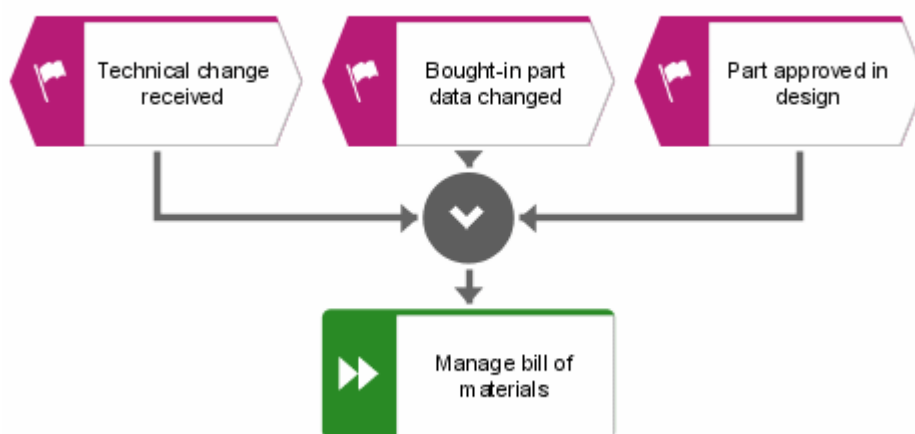 Technical change
received
Bought-in part
data changed
Part approved in
design
Manage bill of
materials